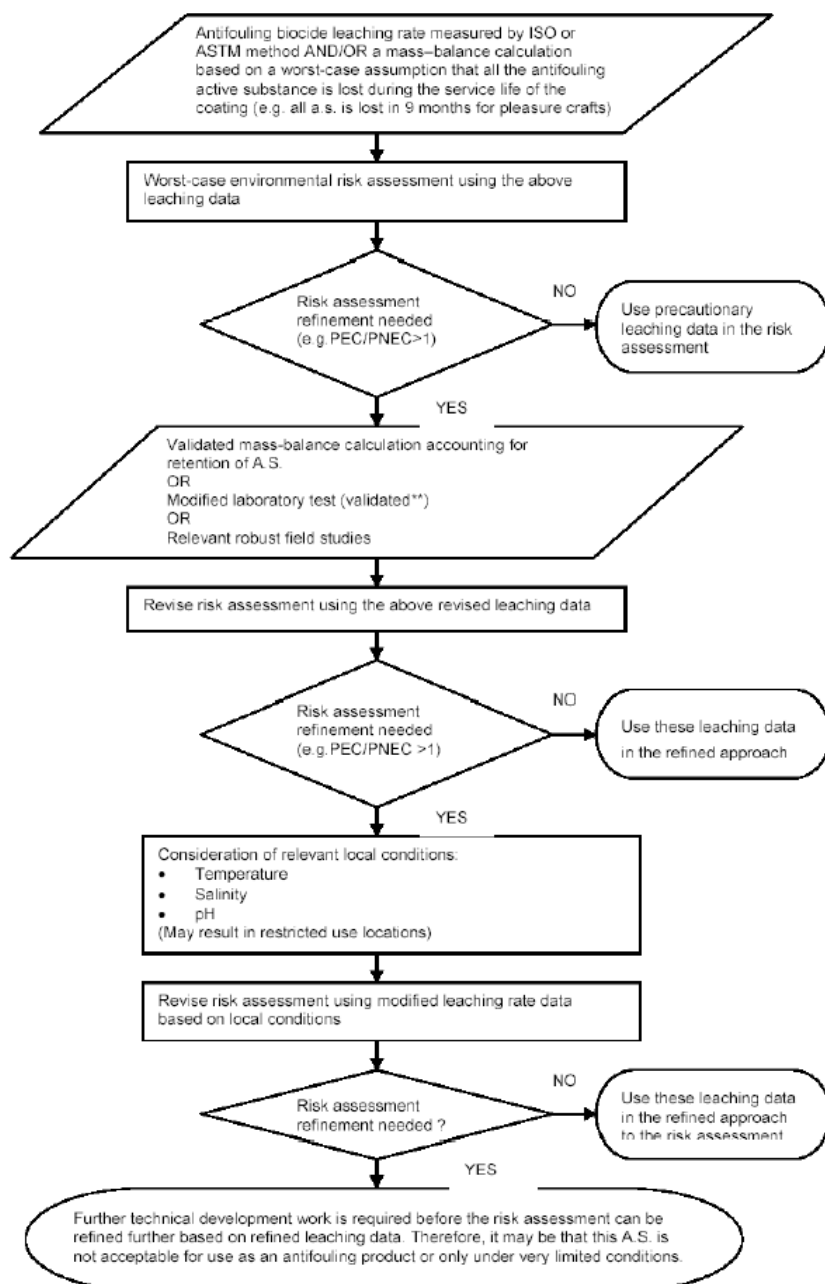 Antifouling biocide leaching rate measured by ISO or
ASTM method AND/OR a mass–balance calculation
based on a worst-case assumption that all the antifouling
active substance is lost during the service life of the
coating (e.g. all a.s. is lost in 9 months for pleasure crafts)
Worst-case environmental risk assessment using the above
leaching data
Risk assessment
refinement needed
(e.g. PEC/PNEC>1)
NO
Use precautionary
leaching data in the risk
assessment
YES
Validated mass-balance calculation accounting for
retention of A.S.
OR
Modified laboratory test (validated**)
OR
Relevant robust field studies
Revise risk assessment using the above revised leaching data
Risk assessment
refinement needed
(e.g. PEC/PNEC >1)
NO
Use these leaching data
in the refined approach
YES
Consideration of relevant local conditions:
• Temperature
• Salinity
• pH
(May result in restricted use locations)
Revise risk assessment using modified leaching rate data
based on local conditions
Risk assessment
refinement needed ?
NO
Use these leaching data
in the refined approach
to the risk assessment
YES
Further technical development work is required before the risk assessment can be
refined further based on refined leaching data. Therefore, it may be that this A.S. is
not acceptable for use as an antifouling product or only under very limited conditions.